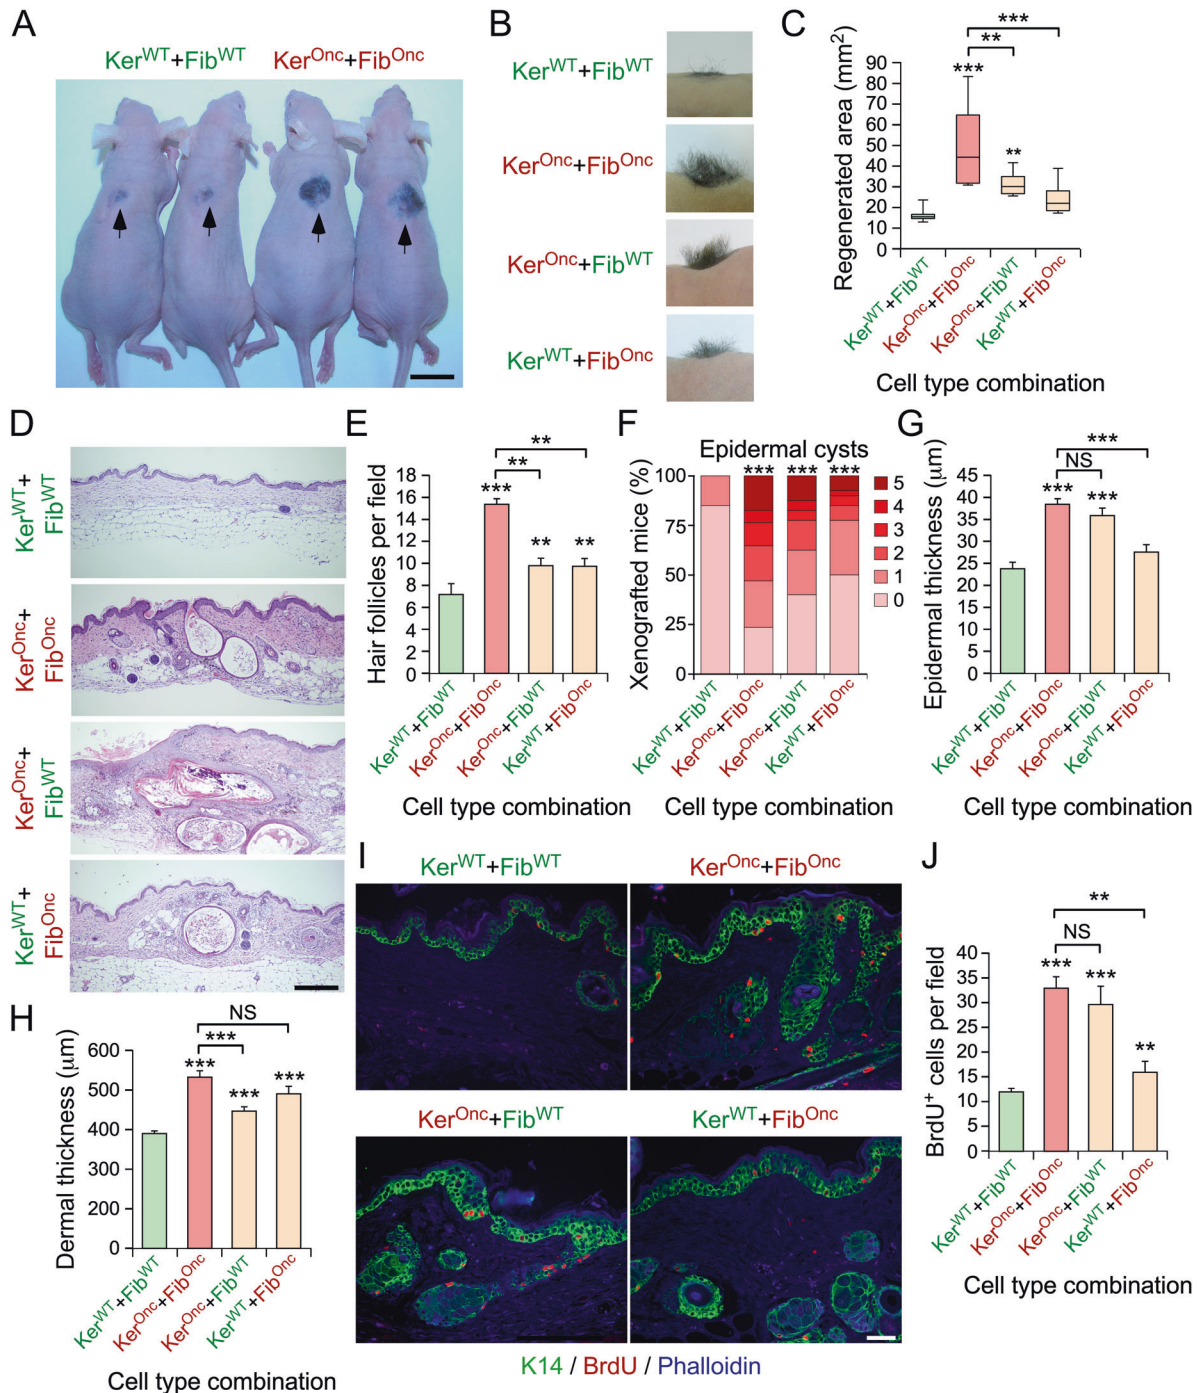 A
Ker^WT+Fib^WT Ker^Onc+Fib^Onc
B
Ker^WT+Fib^WT
Ker^Onc+Fib^Onc
Ker^Onc+Fib^WT
Ker^WT+Fib^Onc
C
Regenerated area (mm²)
90
80
70
60
50
40
30
20
10
0
***
**
***
**
Ker^WT+Fib^WT
Ker^Onc+Fib^Onc
Ker^Onc+Fib^WT
Ker^WT+Fib^Onc
Cell type combination
D
Ker^WT+
Fib^WT
Ker^Onc+
Fib^Onc
Ker^Onc+
Fib^WT
Ker^WT+
Fib^Onc
E
Hair follicles per field
18
16
14
12
10
8
6
4
2
0
**
**
***
**
**
Ker^WT+Fib^WT
Ker^Onc+Fib^Onc
Ker^Onc+Fib^WT
Ker^WT+Fib^Onc
Cell type combination
F
Epidermal cysts
Xenografted mice (%)
100
75
50
25
0
*** *** ***
5
4
3
2
1
0
Ker^WT+Fib^WT
Ker^Onc+Fib^Onc
Ker^Onc+Fib^WT
Ker^WT+Fib^Onc
Cell type combination
G
Epidermal thickness (μm)
45
40
35
30
25
20
15
10
5
0
***
NS
***
***
Ker^WT+Fib^WT
Ker^Onc+Fib^Onc
Ker^Onc+Fib^WT
Ker^WT+Fib^Onc
Cell type combination
H
Dermal thickness (μm)
600
500
400
300
200
100
0
NS
***
***
***
***
Ker^WT+Fib^WT
Ker^Onc+Fib^Onc
Ker^Onc+Fib^WT
Ker^WT+Fib^Onc
Cell type combination
I
Ker^WT+Fib^WT Ker^Onc+Fib^Onc
Ker^Onc+Fib^WT Ker^WT+Fib^Onc
K14 / BrdU / Phalloidin
J
BrdU⁺ cells per field
40
35
30
25
20
15
10
5
0
**
NS
***
***
**
Ker^WT+Fib^WT
Ker^Onc+Fib^Onc
Ker^Onc+Fib^WT
Ker^WT+Fib^Onc
Cell type combination